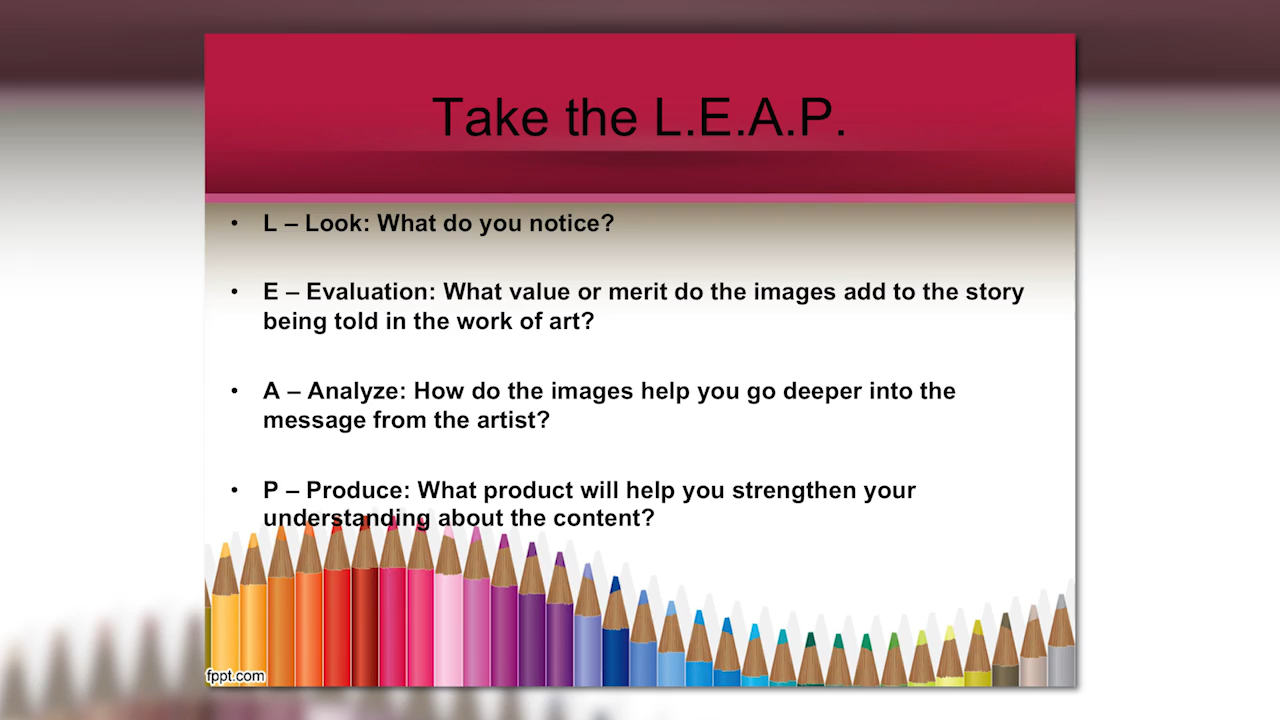 Take the L.E.A.P.
• L – Look: What do you notice?
• E – Evaluation: What value or merit do the images add to the story
being told in the work of art?
• A – Analyze: How do the images help you go deeper into the
message from the artist?
• P – Produce: What product will help you strengthen your
understanding about the content?
fppt.com